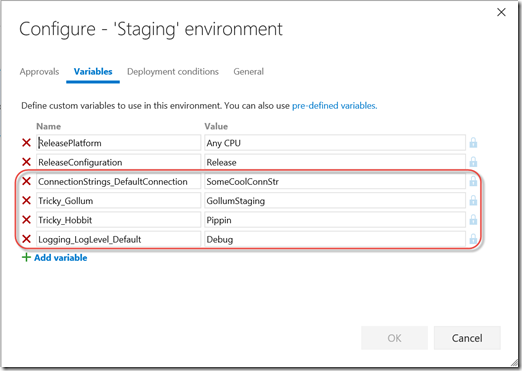 Configure - 'Staging' environment
Approvals Variables Deployment conditions General
Define custom variables to use in this environment. You can also use pre-defined variables.
Name Value
ReleasePlatform Any CPU
ReleaseConfiguration Release
ConnectionStrings_DefaultConnection SomeCoolConnStr
Tricky_Gollum GollumStaging
Tricky_Hobbit Pippin
Logging_LogLevel_Default Debug
Add variable
OK Cancel